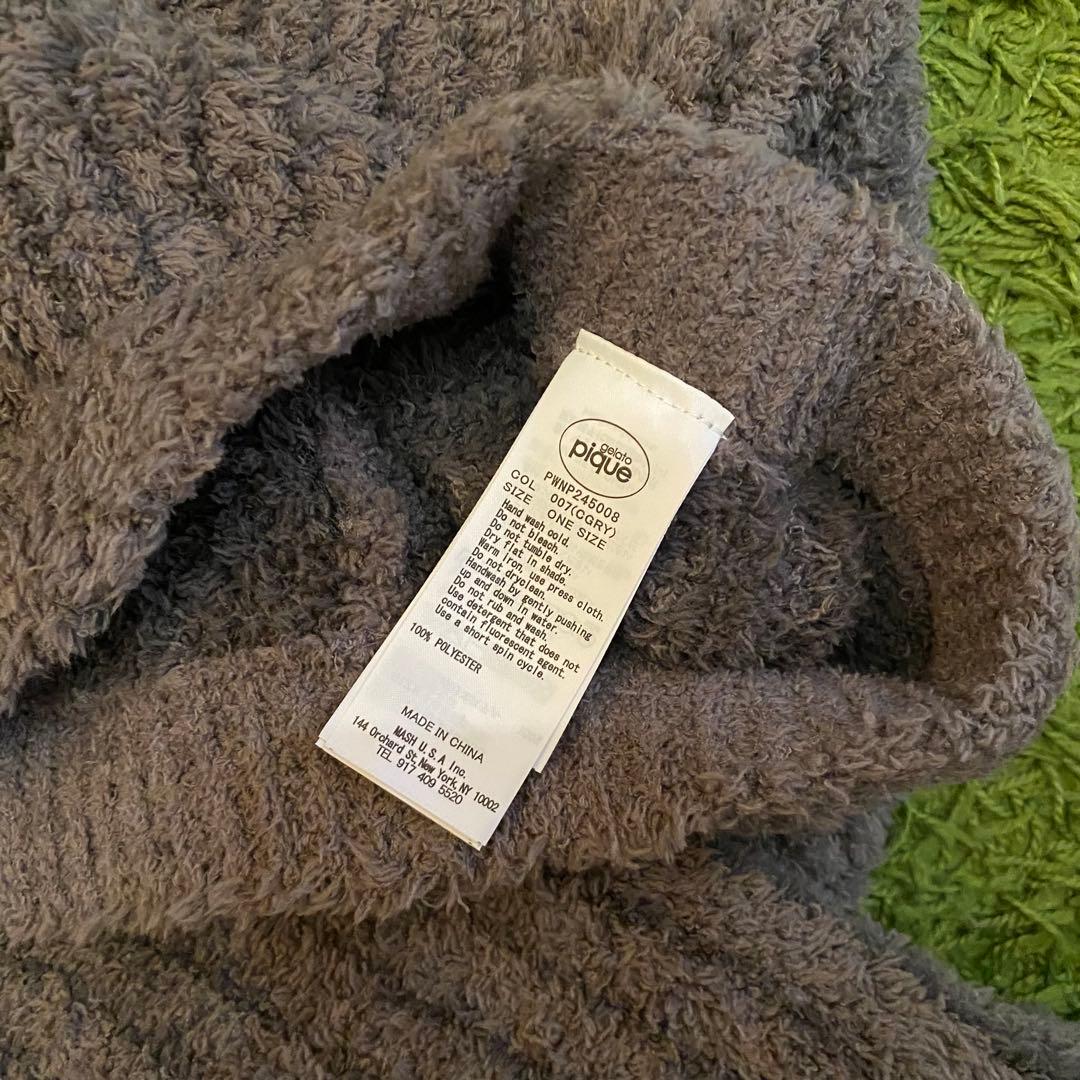 gelato
pique
PWNP245008
COL 007(CGRY)
SIZE ONE SIZE
Hand wash cold.
Do not bleach.
Do not tumble dry.
Dry flat in shade.
Warm iron, use press cloth.
Do not dryclean.
Handwash by gently pushing
up and down in water.
Do not rub and wash.
Use detergent that does not
contain fluorescent agent.
Use a short spin cycle.
100% POLYESTER
MADE IN CHINA
MASH U.S.A Inc.
144 Orchard St,New York,NY 10002
TEL 917 409 5520